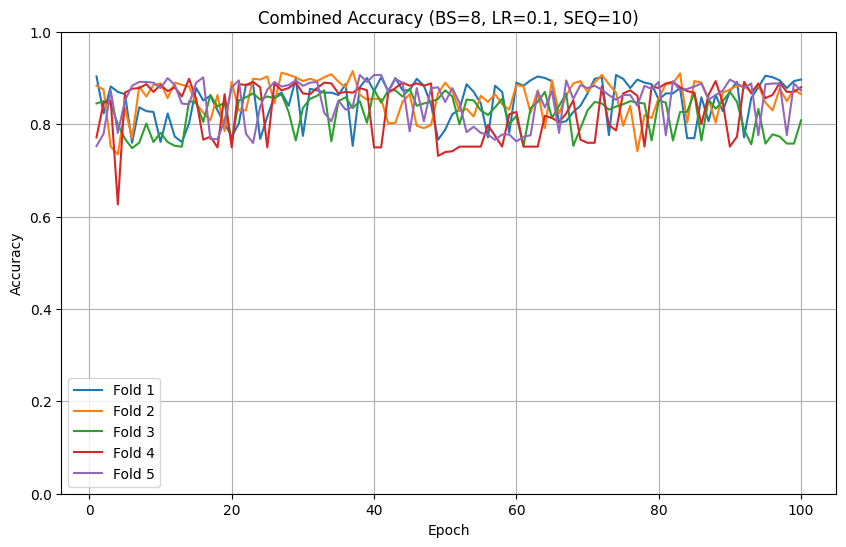 Combined Accuracy (BS=8, LR=0.1, SEQ=10)
1.0
0.8
0.6
0.4
0.2
0.0
Accuracy
Fold 1
Fold 2
Fold 3
Fold 4
Fold 5
0 20 40 60 80 100
Epoch